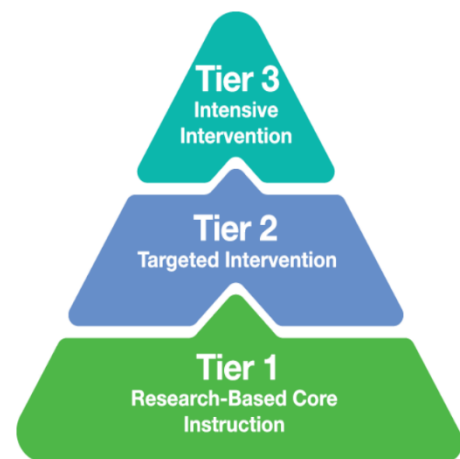 Tier 3
Intensive
Intervention
Tier 2
Targeted Intervention
Tier 1
Research-Based Core
Instruction